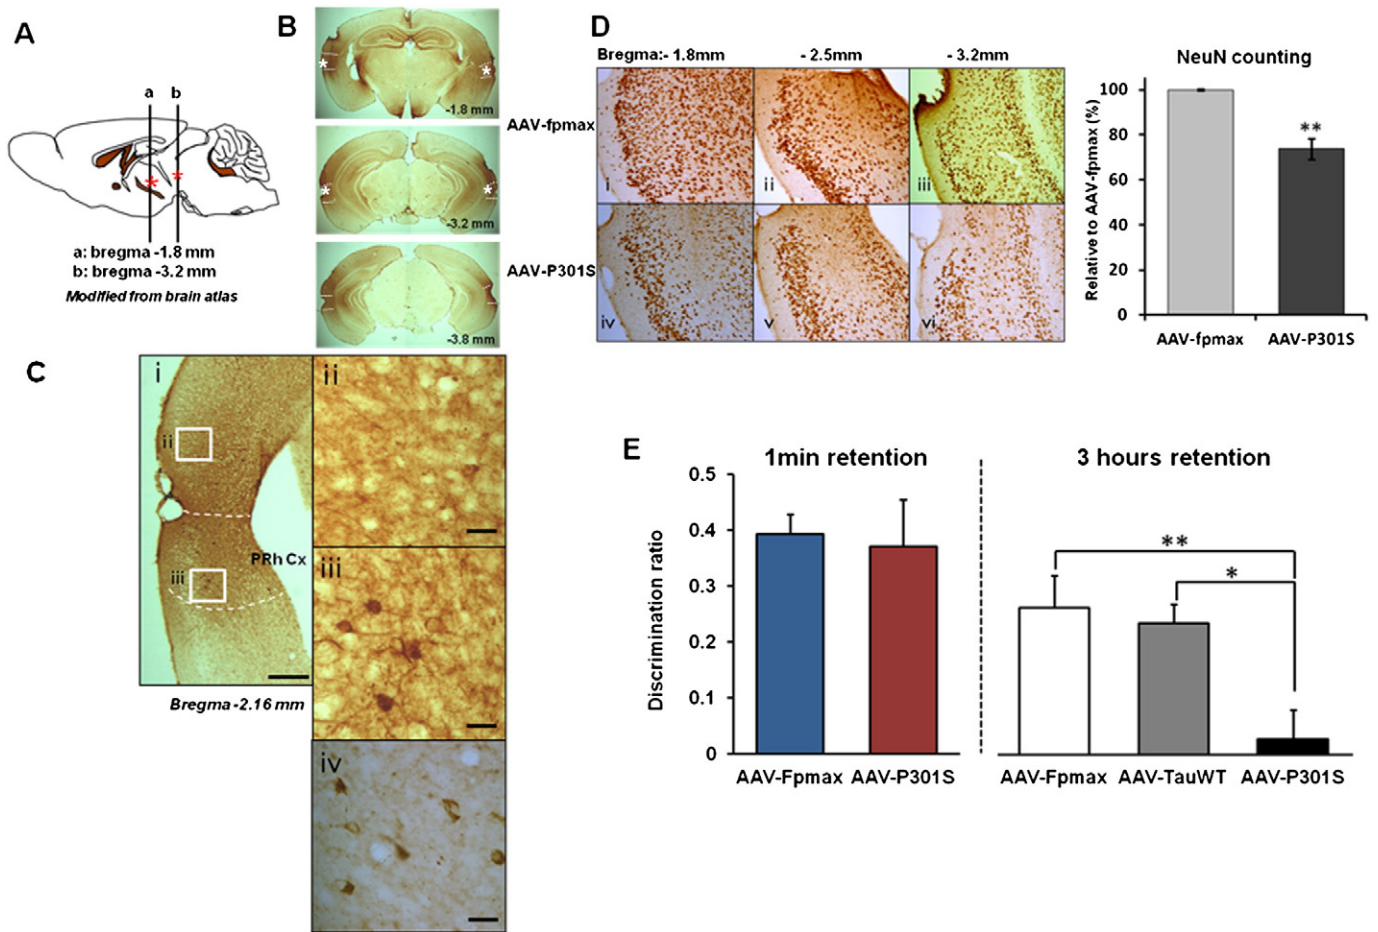 A
a b
a: bregma -1.8 mm
b: bregma -3.2 mm
Modified from brain atlas
B
*
*
-1.8 mm
*
*
-3.2 mm
-3.8 mm
C
i
ii
iii
PRh Cx
Bregma -2.16 mm
ii
iii
iv
D
Bregma:- 1.8mm - 2.5mm - 3.2mm
AAV-fpmax
AAV-P301S
i ii iii
iv v vi
NeuN counting
Relative to AAV-fpmax (%)
100
80
60
40
20
0
**
AAV-fpmax AAV-P301S
E
1min retention 3 hours retention
Discrimination ratio
0.5
0.4
0.3
0.2
0.1
0
**
*
AAV-Fpmax AAV-P301S AAV-Fpmax AAV-TauWT AAV-P301S